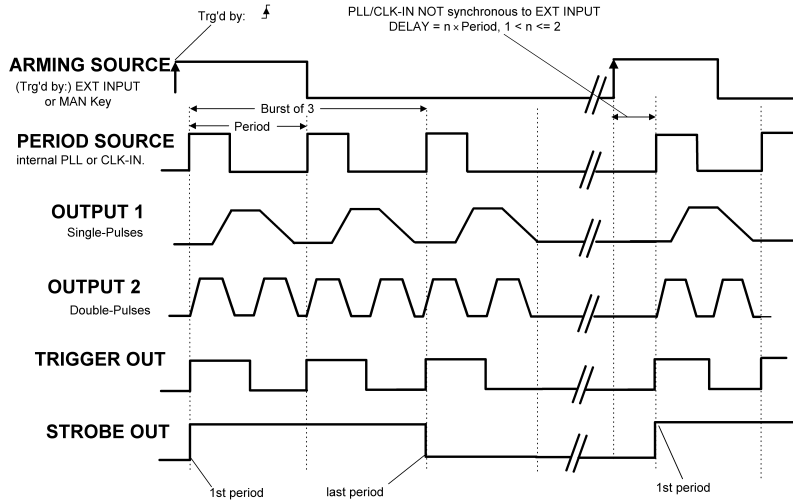 Trg'd by:
PLL/CLK-IN NOT synchronous to EXT INPUT
DELAY = n × Period, 1 < n <= 2
ARMING SOURCE
(Trg'd by:) EXT INPUT
or MAN Key
Burst of 3
Period
PERIOD SOURCE
internal PLL or CLK-IN.
OUTPUT 1
Single-Pulses
OUTPUT 2
Double-Pulses
TRIGGER OUT
STROBE OUT
1st period
last period
1st period